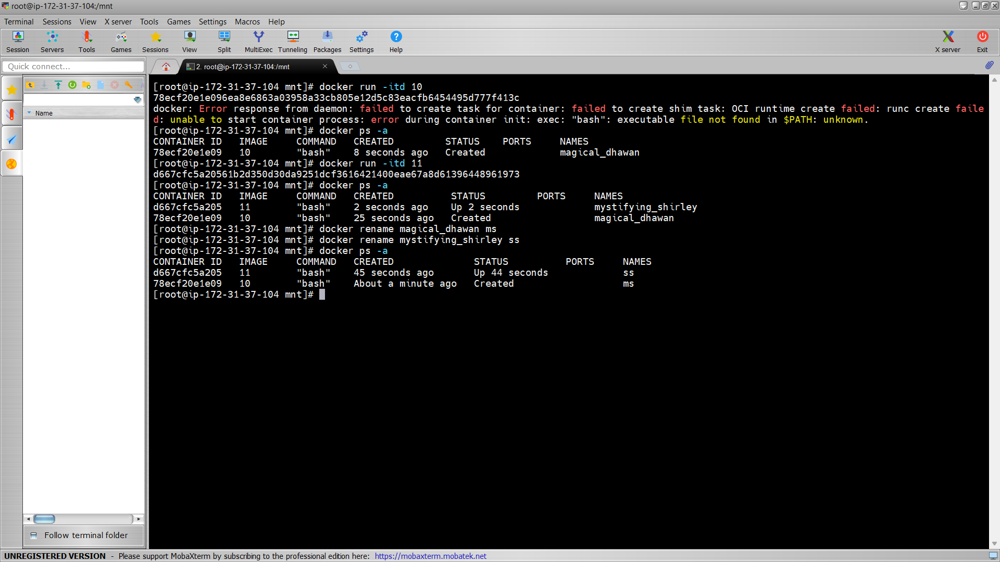 root@ip-172-31-37-104:/mnt
Terminal Sessions View X server Tools Games Settings Macros Help
Session Servers Tools Games Sessions View Split MultiExec Tunneling Packages Settings Help X server Exit
Quick connect...
2. root@ip-172-31-37-104:/mnt
Name
[root@ip-172-31-37-104 mnt]# docker run -itd 10
78ecf20e1e096ea8e6863a03958a33cb805e12d5c83eacfb6454495d777f413c
docker: Error response from daemon: failed to create task for container: failed to create shim task: OCI runtime create failed: runc create faile
d: unable to start container process: error during container init: exec: "bash": executable file not found in $PATH: unknown.
[root@ip-172-31-37-104 mnt]# docker ps -a
CONTAINER ID   IMAGE     COMMAND   CREATED         STATUS    PORTS     NAMES
78ecf20e1e09   10        "bash"    8 seconds ago   Created             magical_dhawan
[root@ip-172-31-37-104 mnt]# docker run -itd 11
d667cfc5a20561b2d350d30da9251dcf3616421400eae67a8d61396448961973
[root@ip-172-31-37-104 mnt]# docker ps -a
CONTAINER ID   IMAGE     COMMAND   CREATED          STATUS         PORTS     NAMES
d667cfc5a205   11        "bash"    2 seconds ago    Up 2 seconds             mystifying_shirley
78ecf20e1e09   10        "bash"    25 seconds ago   Created                  magical_dhawan
[root@ip-172-31-37-104 mnt]# docker rename magical_dhawan ms
[root@ip-172-31-37-104 mnt]# docker rename mystifying_shirley ss
[root@ip-172-31-37-104 mnt]# docker ps -a
CONTAINER ID   IMAGE     COMMAND   CREATED              STATUS          PORTS     NAMES
d667cfc5a205   11        "bash"    45 seconds ago       Up 44 seconds             ss
78ecf20e1e09   10        "bash"    About a minute ago   Created                   ms
[root@ip-172-31-37-104 mnt]#
Follow terminal folder
UNREGISTERED VERSION - Please support MobaXterm by subscribing to the professional edition here: https://mobaxterm.mobatek.net